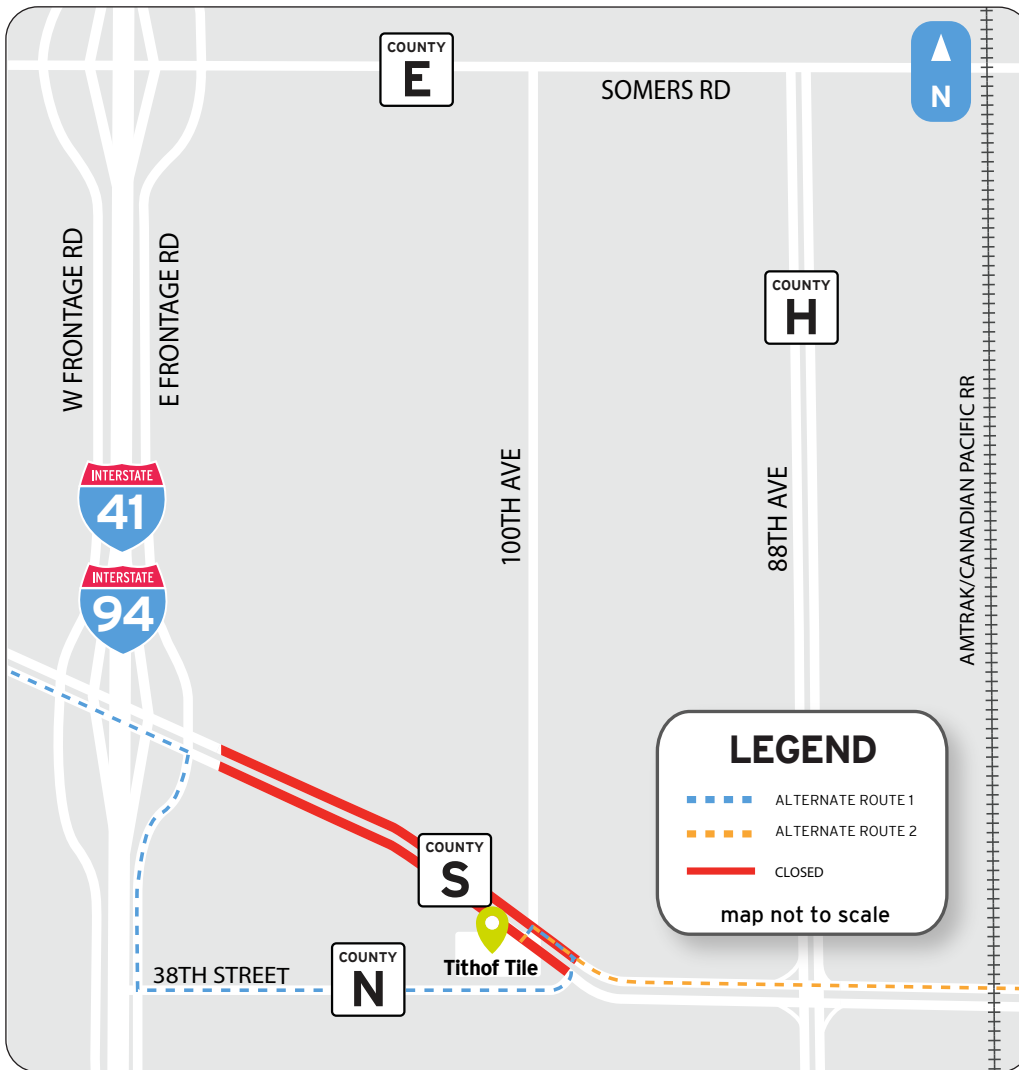 COUNTY
E
SOMERS RD
N
W FRONTAGE RD
E FRONTAGE RD
COUNTY
H
INTERSTATE
41
INTERSTATE
94
100TH AVE
88TH AVE
AMTRAK/CANADIAN PACIFIC RR
LEGEND
ALTERNATE ROUTE 1
ALTERNATE ROUTE 2
CLOSED
map not to scale
COUNTY
S
Tithof Tile
38TH STREET
COUNTY
N